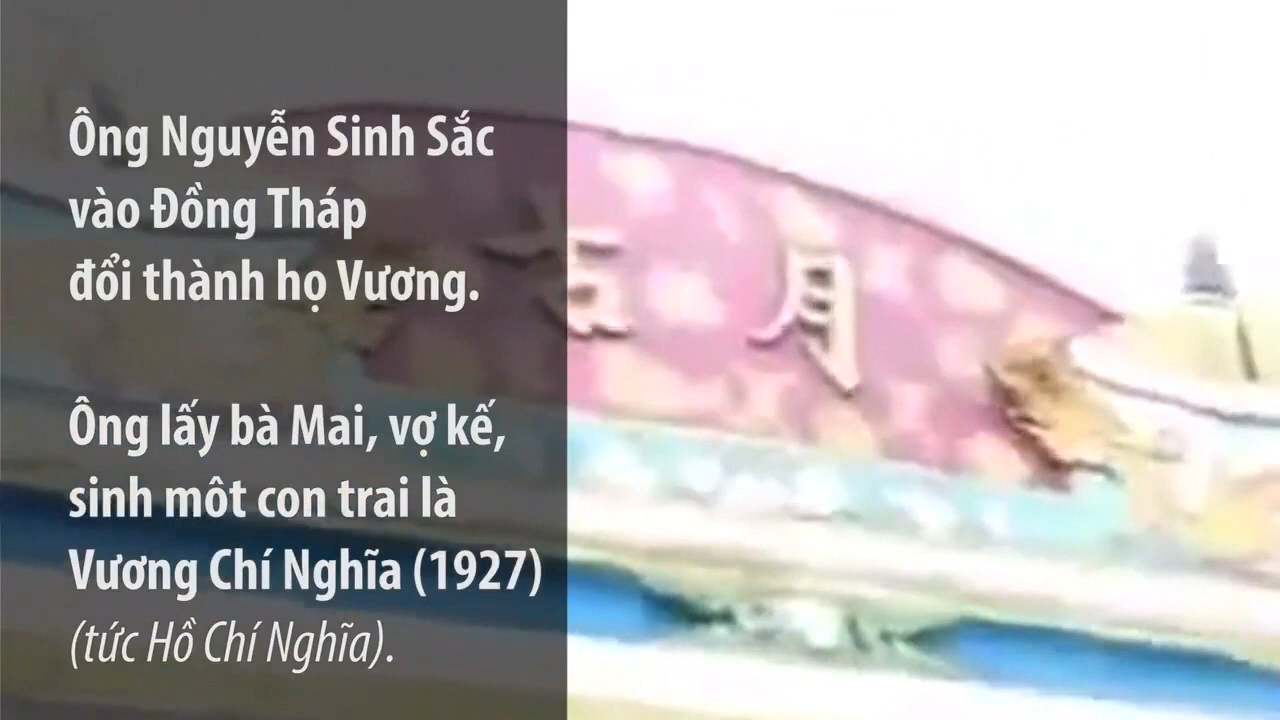 Ông Nguyễn Sinh Sắc
vào Đồng Tháp
đổi thành họ Vương.
Ông lấy bà Mai, vợ kế,
sinh môt con trai là
Vương Chí Nghĩa (1927)
(tức Hồ Chí Nghĩa).